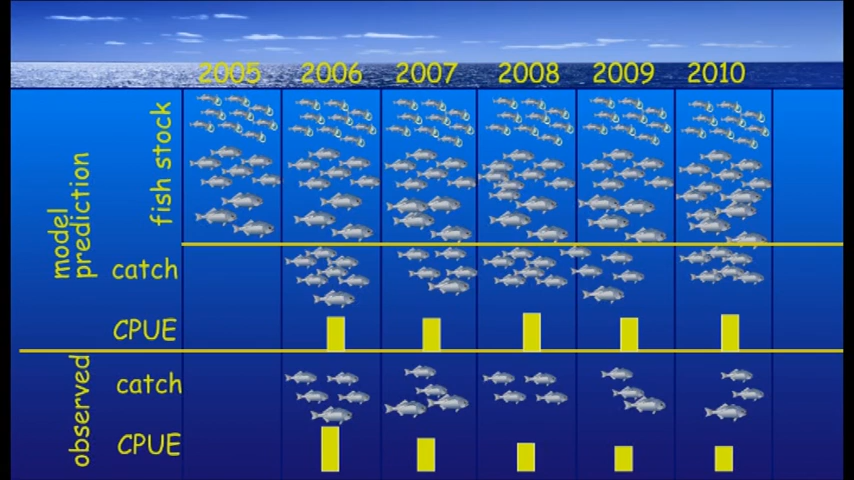 2005 2006 2007 2008 2009 2010
model prediction
fish stock
catch
CPUE
observed
catch
CPUE